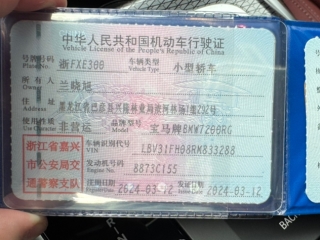 中华人民共和国机动车行驶证
Vehicle License of the People's Republic of China
号牌号码 浙FXE300 车辆类型 小型轿车
Plate No. Vehicle Type
所有人 兰晓旭
Owner
住址
使用性质 非营运 品牌型号 宝马牌BMW7200RG
Use Character
浙江省嘉兴市公安局交通警察支队
车辆识别代号
VIN
发动机号码 8873C155
Engine No.
注册日期 2024-03-12 发证日期 2024-03-12